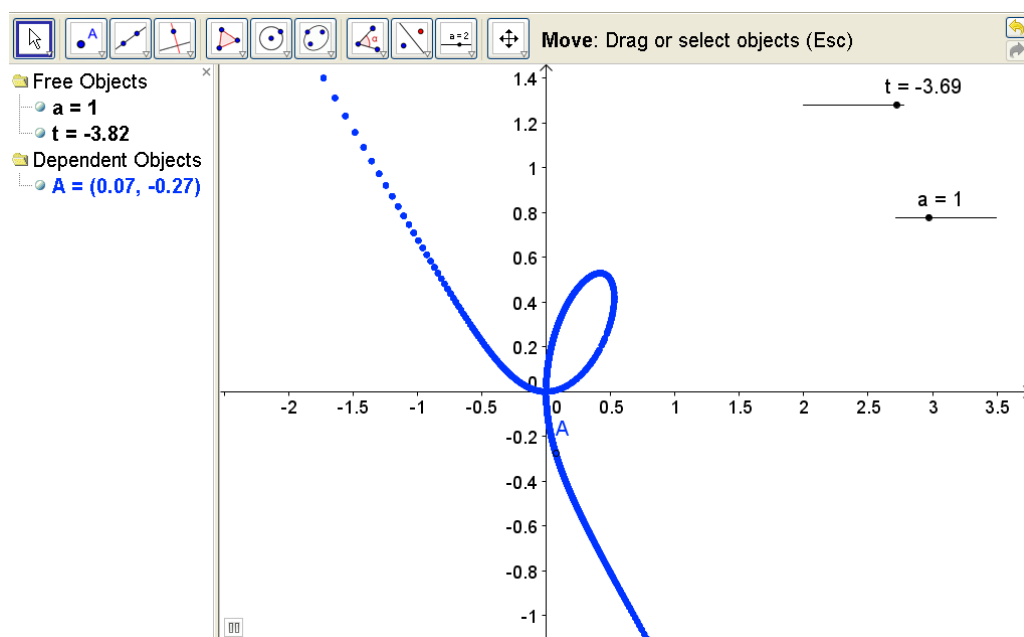 A
α
a=2
Move: Drag or select objects (Esc)
Free Objects
a = 1
t = -3.82
Dependent Objects
A = (0.07, -0.27)
t = -3.69
a = 1
1.4
1.2
1
0.8
0.6
0.4
0.2
0
-2 -1.5 -1 -0.5 0 0.5 1 1.5 2 2.5 3 3.5
A
-0.2
-0.4
-0.6
-0.8
-1